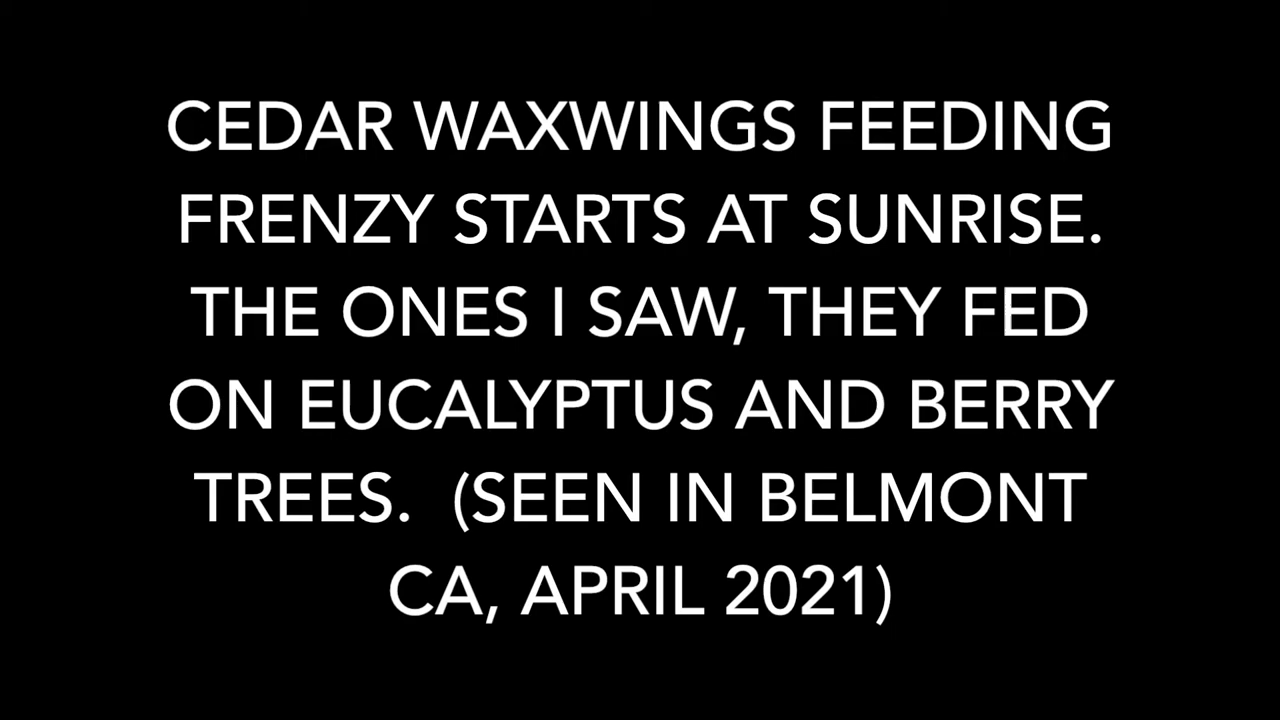 CEDAR WAXWINGS FEEDING
FRENZY STARTS AT SUNRISE.
THE ONES I SAW, THEY FED
ON EUCALYPTUS AND BERRY
TREES.  (SEEN IN BELMONT
CA, APRIL 2021)